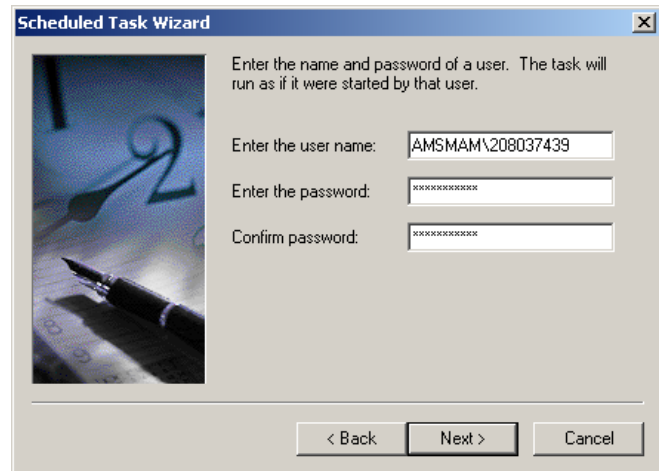 Scheduled Task Wizard
Enter the name and password of a user. The task will
run as if it were started by that user.
Enter the user name: AMSMAM\208037439
Enter the password: ***********
Confirm password: ***********
< Back Next > Cancel